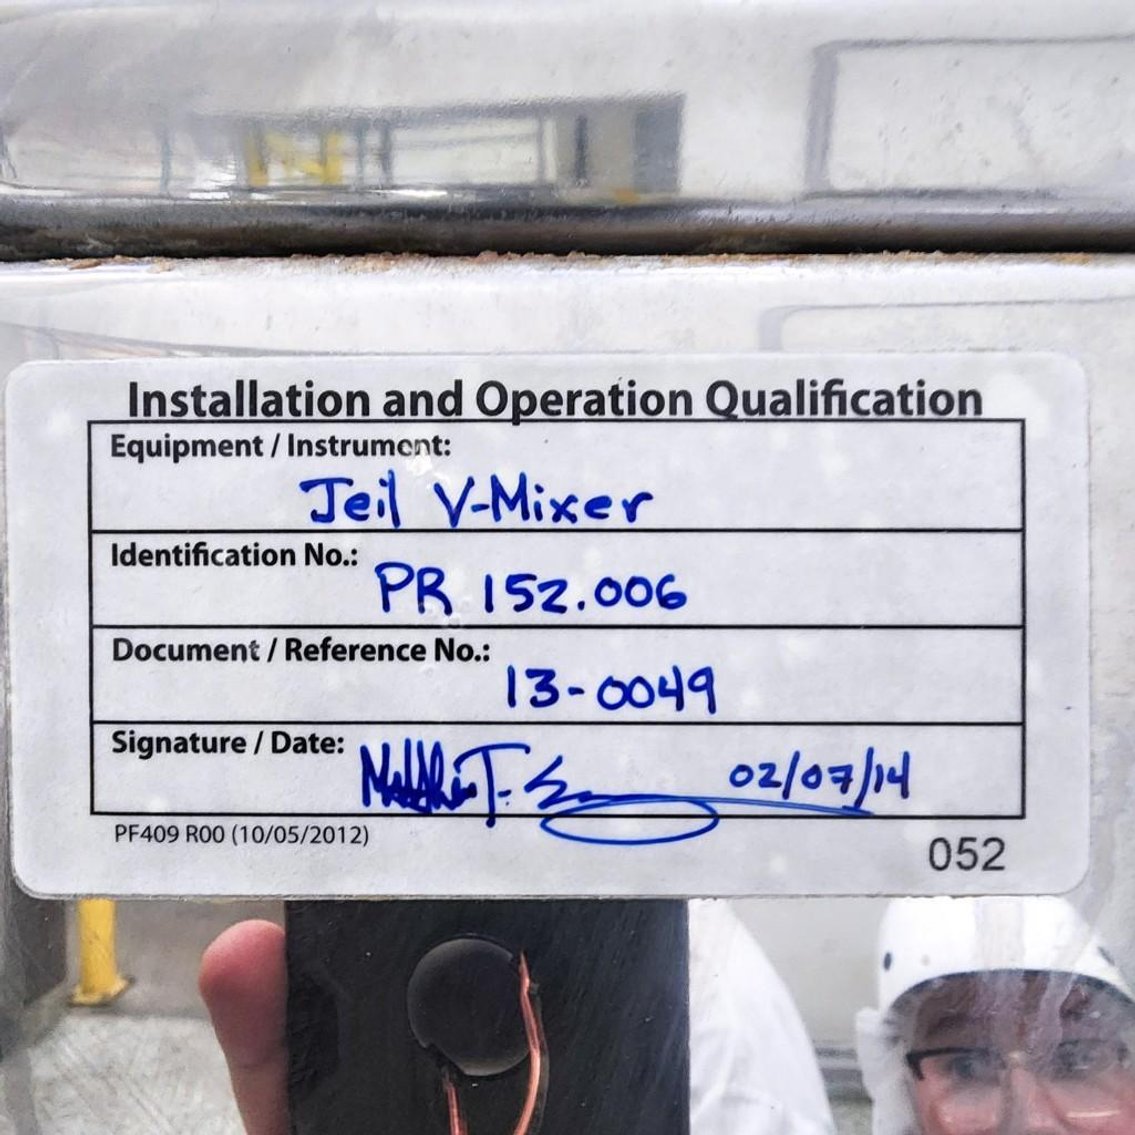 Installation and Operation Qualification
Equipment / Instrument:
Jeil V-Mixer
Identification No.:
PR 152.006
Document / Reference No.:
13-0049
Signature / Date:
02/07/14
PF409 R00 (10/05/2012)
052